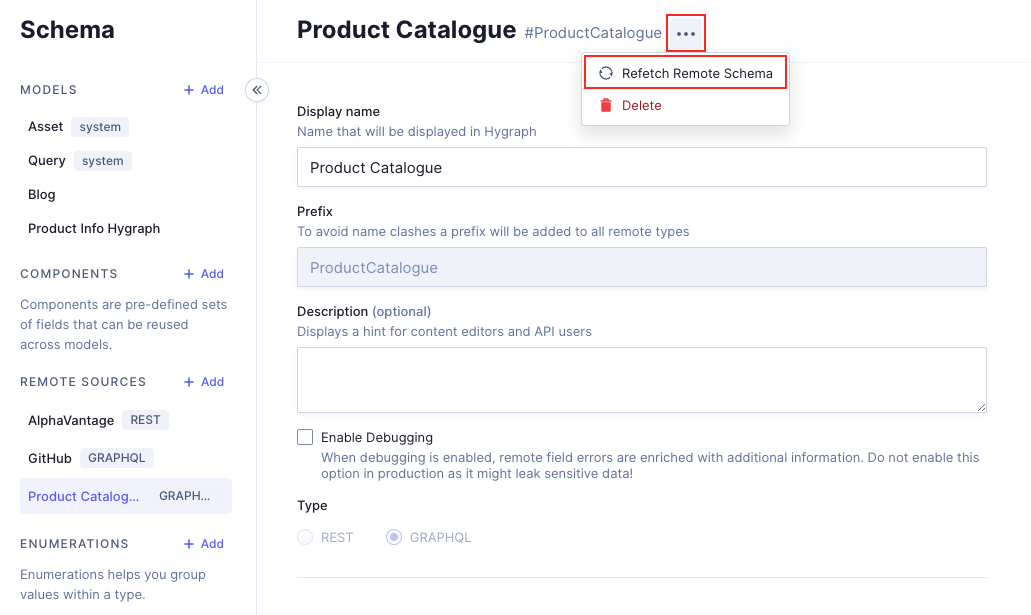 Schema
MODELS
+ Add
Asset system
Query system
Blog
Product Info Hygraph
COMPONENTS
+ Add
Components are pre-defined sets
of fields that can be reused
across models.
REMOTE SOURCES
+ Add
AlphaVantage REST
GitHub GRAPHQL
Product Catalog... GRAPH...
ENUMERATIONS
+ Add
Enumerations helps you group
values within a type.
Product Catalogue #ProductCatalogue
Refetch Remote Schema
Delete
Display name
Name that will be displayed in Hygraph
Product Catalogue
Prefix
To avoid name clashes a prefix will be added to all remote types
ProductCatalogue
Description (optional)
Displays a hint for content editors and API users
Enable Debugging
When debugging is enabled, remote field errors are enriched with additional information. Do not enable this
option in production as it might leak sensitive data!
Type
REST
GRAPHQL